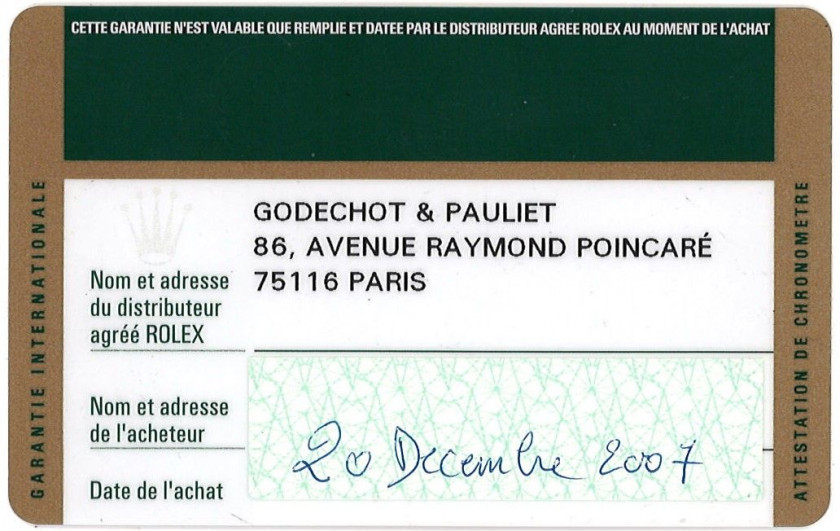 CETTE GARANTIE N'EST VALABLE QUE REMPLIE ET DATEE PAR LE DISTRIBUTEUR AGREE ROLEX AU MOMENT DE L'ACHAT
GARANTIE INTERNATIONALE
GODECHOT & PAULIET
86, AVENUE RAYMOND POINCARÉ
75116 PARIS
Nom et adresse
du distributeur
agréé ROLEX
Nom et adresse
de l'acheteur
Date de l'achat
20 Decembre 2007
ATTESTATION DE CHRONOMETRE